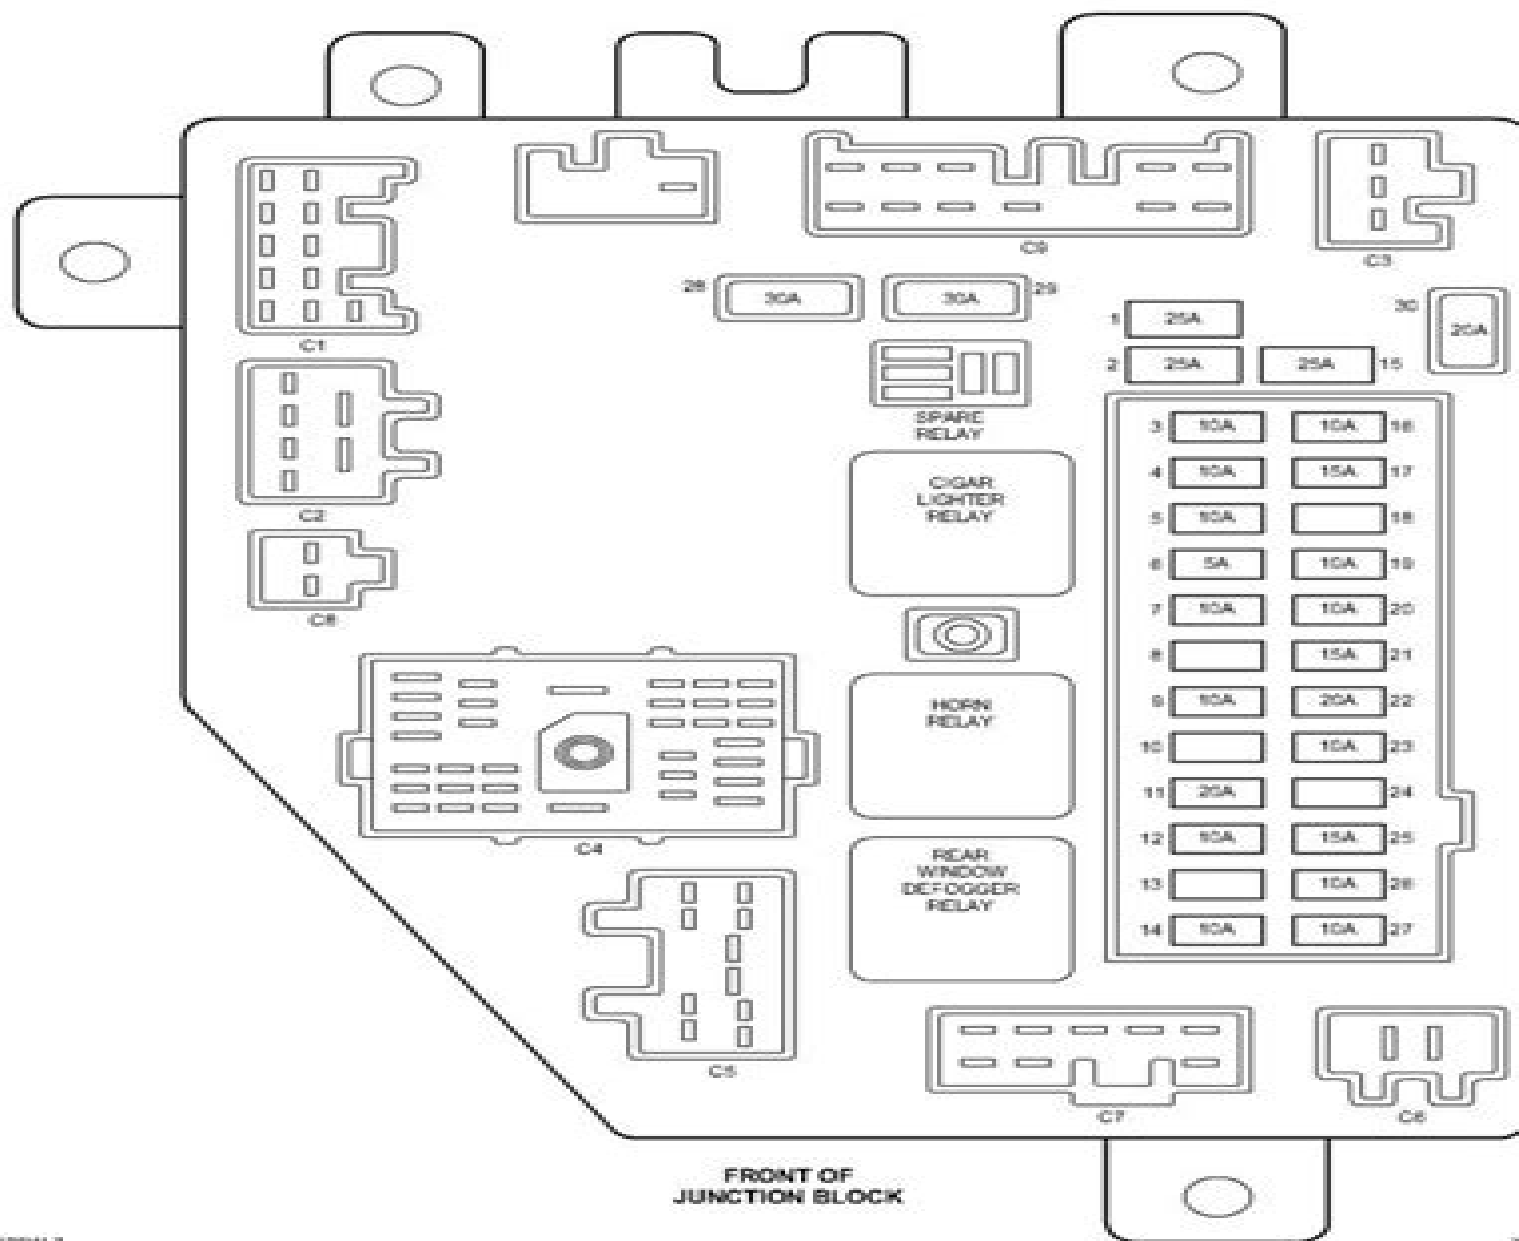 C9
C3
28 30A
30A 29
30
20A
1 25A
2 25A
25A 15
C1
SPARE
RELAY
3 10A
10A 16
4 10A
15A 17
CIGAR
LIGHTER
RELAY
C2
5 10A
18
6 5A
10A 19
7 10A
10A 20
8
15A 21
9 10A
20A 22
HORN
RELAY
10
10A 23
11 20A
24
12 10A
15A 25
C4
REAR
WINDOW
DEFOGGER
RELAY
13
10A 26
14 10A
10A 27
C5
C7
C6
FRONT OF
JUNCTION BLOCK